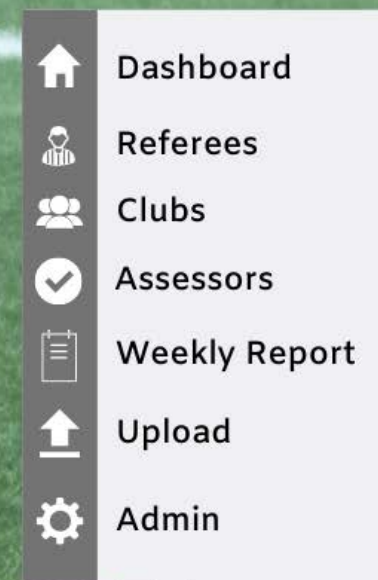 Dashboard
Referees
Clubs
Assessors
Weekly Report
Upload
Admin